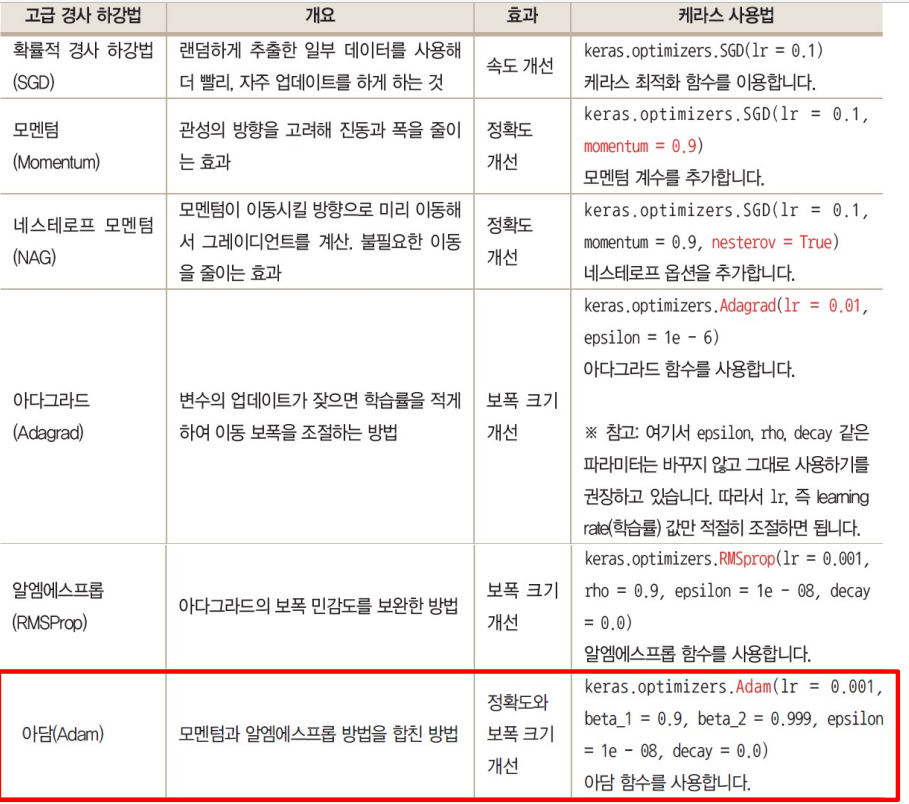 고급 경사 하강법
개요
효과
케라스 사용법
확률적 경사 하강법
(SGD)
랜덤하게 추출한 일부 데이터를 사용해
더 빨리, 자주 업데이트를 하게 하는 것
속도 개선
keras.optimizers.SGD(lr = 0.1)
케라스 최적화 함수를 이용합니다.
모멘텀
(Momentum)
관성의 방향을 고려해 진동과 폭을 줄이
는 효과
정확도
개선
keras.optimizers.SGD(lr = 0.1,
momentum = 0.9)
모멘텀 계수를 추가합니다.
네스테로프 모멘텀
(NAG)
모멘텀이 이동시킬 방향으로 미리 이동해
서 그레이디언트를 계산. 불필요한 이동
을 줄이는 효과
정확도
개선
keras.optimizers.SGD(lr = 0.1,
momentum = 0.9, nesterov = True)
네스테로프 옵션을 추가합니다.
아다그라드
(Adagrad)
변수의 업데이트가 잦으면 학습률을 적게
하여 이동 보폭을 조절하는 방법
보폭 크기
개선
keras.optimizers.Adagrad(lr = 0.01,
epsilon = 1e - 6)
아다그라드 함수를 사용합니다.
※ 참고: 여기서 epsilon, rho, decay 같은
파라미터는 바꾸지 않고 그대로 사용하기를
권장하고 있습니다. 따라서 lr, 즉 learning
rate(학습률) 값만 적절히 조절하면 됩니다.
알엠에스프롭
(RMSProp)
아다그라드의 보폭 민감도를 보완한 방법
보폭 크기
개선
keras.optimizers.RMSprop(lr = 0.001,
rho = 0.9, epsilon = 1e - 08, decay
= 0.0)
알엠에스프롭 함수를 사용합니다.
아담(Adam)
모멘텀과 알엠에스프롭 방법을 합친 방법
정확도와
보폭 크기
개선
keras.optimizers.Adam(lr = 0.001,
beta_1 = 0.9, beta_2 = 0.999, epsilon
= 1e - 08, decay = 0.0)
아담 함수를 사용합니다.